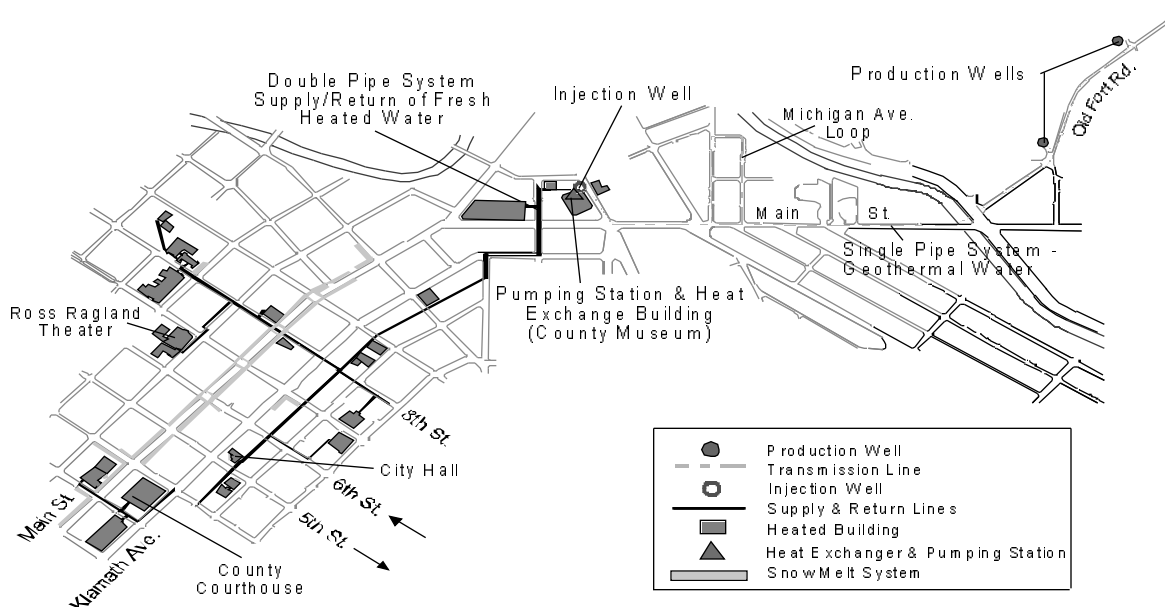 Double Pipe System
Supply/Return of Fresh
Heated Water
Injection Well
Production Wells
Old Fort Rd.
Michigan Ave.
Loop
Main St.
Single Pipe System -
Geothermal Water
Pumping Station & Heat
Exchange Building
(County Museum)
Ross Ragland
Theater
8th St.
City Hall
6th St.
5th St.
Main St
Klamath Ave.
County
Courthouse
Production Well
Transmission Line
Injection Well
Supply & Return Lines
Heated Building
Heat Exchanger & Pumping Station
SnowMelt System